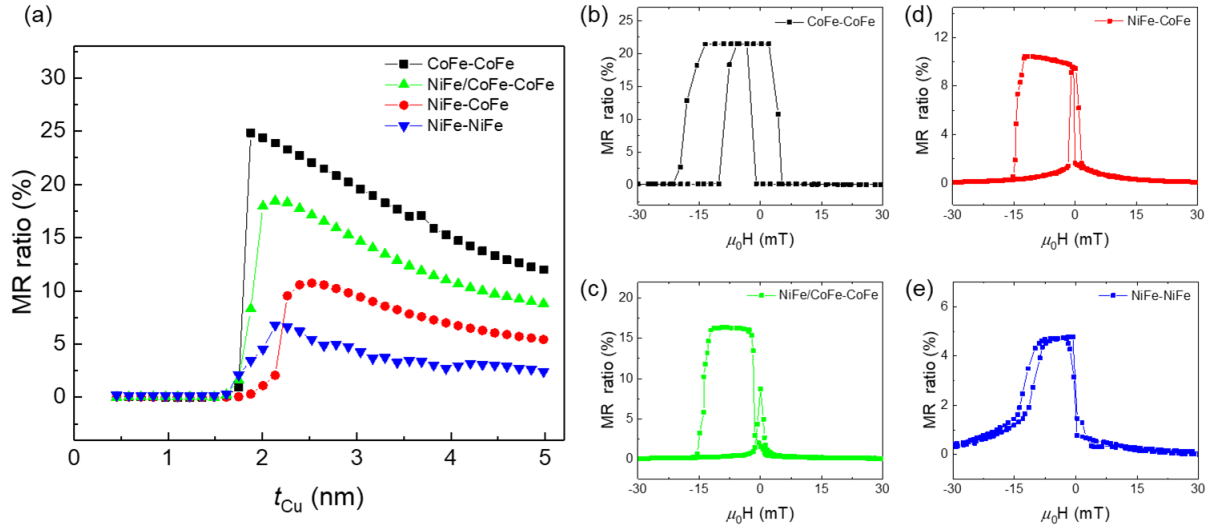 (a)
MR ratio (%)
35
30
25
20
15
10
5
0
0
1
2
3
4
5
tCu (nm)
CoFe-CoFe
NiFe/CoFe-CoFe
NiFe-CoFe
NiFe-NiFe
(b)
CoFe-CoFe
MR ratio (%)
25
20
15
10
5
0
-30
-15
0
15
30
μ0H (mT)
(d)
NiFe-CoFe
MR ratio (%)
12
8
4
0
-30
-15
0
15
30
μ0H (mT)
(c)
NiFe/CoFe-CoFe
MR ratio (%)
20
15
10
5
0
-30
-15
0
15
30
μ0H (mT)
(e)
NiFe-NiFe
MR ratio (%)
6
4
2
0
-30
-15
0
15
30
μ0H (mT)